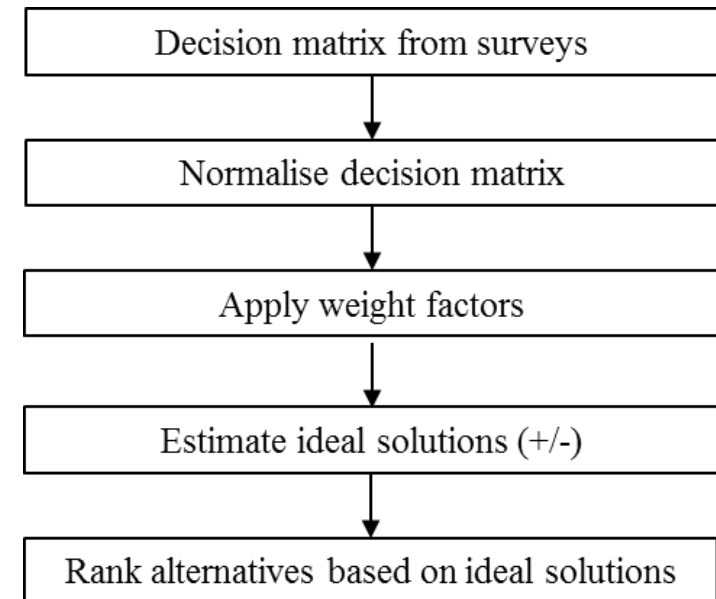 Decision matrix from surveys
Normalise decision matrix
Apply weight factors
Estimate ideal solutions (+/-)
Rank alternatives based on ideal solutions